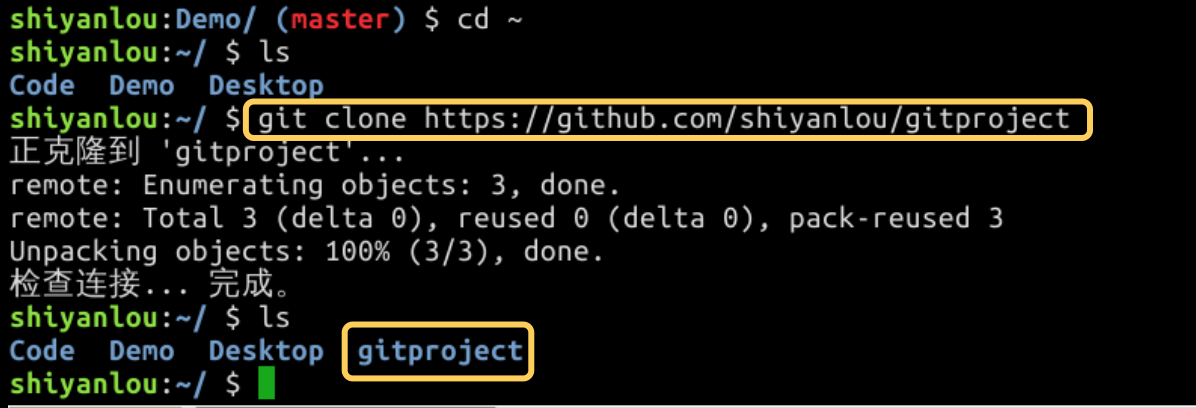 shiyanlou:Demo/ (master) $ cd ~
shiyanlou:~/ $ ls
Code  Demo  Desktop
shiyanlou:~/ $ git clone https://github.com/shiyanlou/gitproject
正克隆到 'gitproject'...
remote: Enumerating objects: 3, done.
remote: Total 3 (delta 0), reused 0 (delta 0), pack-reused 3
Unpacking objects: 100% (3/3), done.
检查连接... 完成。
shiyanlou:~/ $ ls
Code  Demo  Desktop  gitproject
shiyanlou:~/ $